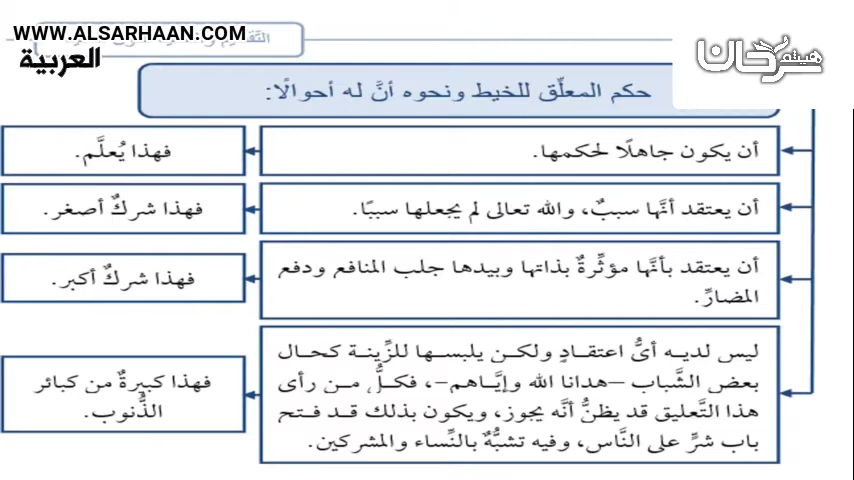 WWW.ALSARHAAN.COM
العربية
هيثم سرحان
حكم المعلّق للخيط ونحوه أنَّ له أحوالًا:
أن يكون جاهلًا لحكمها.
فهذا يُعلَّم.
أن يعتقد أنَّها سببٌ، والله تعالى لم يجعلها سببًا.
فهذا شركٌ أصغر.
أن يعتقد بأنَّها مؤثِّرةٌ بذاتها وبيدها جلب المنافع ودفع
المضارِّ.
فهذا شركٌ أكبر.
ليس لديه أيُّ اعتقادٍ ولكن يلبسها للزِّينة كحال
بعض الشَّباب –هدانا الله وإيَّاهم–، فكلُّ من رأى
هذا التَّعليق قد يظنُّ أنَّه يجوز، ويكون بذلك قد فتح
باب شرٍّ على النَّاس، وفيه تشبُّهٌ بالنِّساء والمشركين.
فهذا كبيرةٌ من كبائر
الذُّنوب.